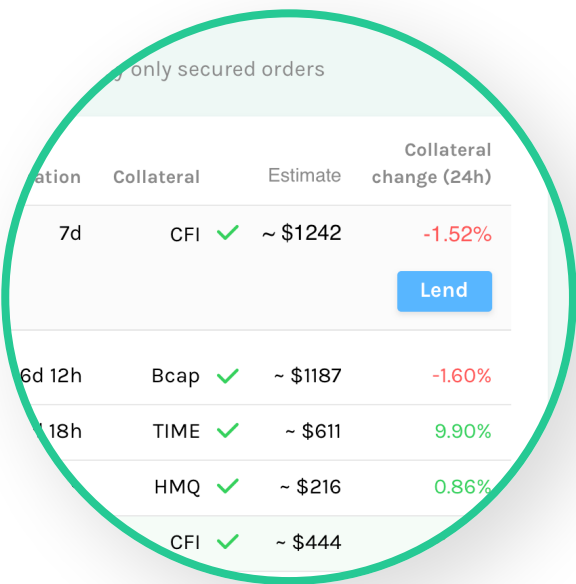 only secured orders
Collateral
Collateral Estimate change (24h)
7d CFI ~ $1242 -1.52%
Lend
6d 12h Bcap ~ $1187 -1.60%
18h TIME ~ $611 9.90%
HMQ ~ $216 0.86%
CFI ~ $444